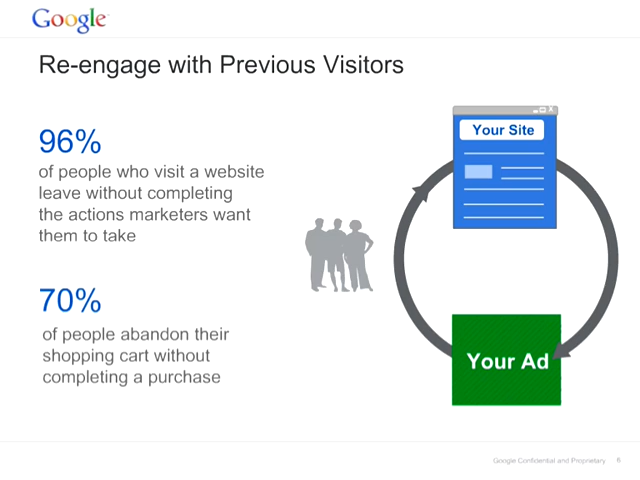 Google
Re-engage with Previous Visitors
96%
of people who visit a website
leave without completing
the actions marketers want
them to take
70%
of people abandon their
shopping cart without
completing a purchase
Your Site
Your Ad
Google Confidential and Proprietary 6